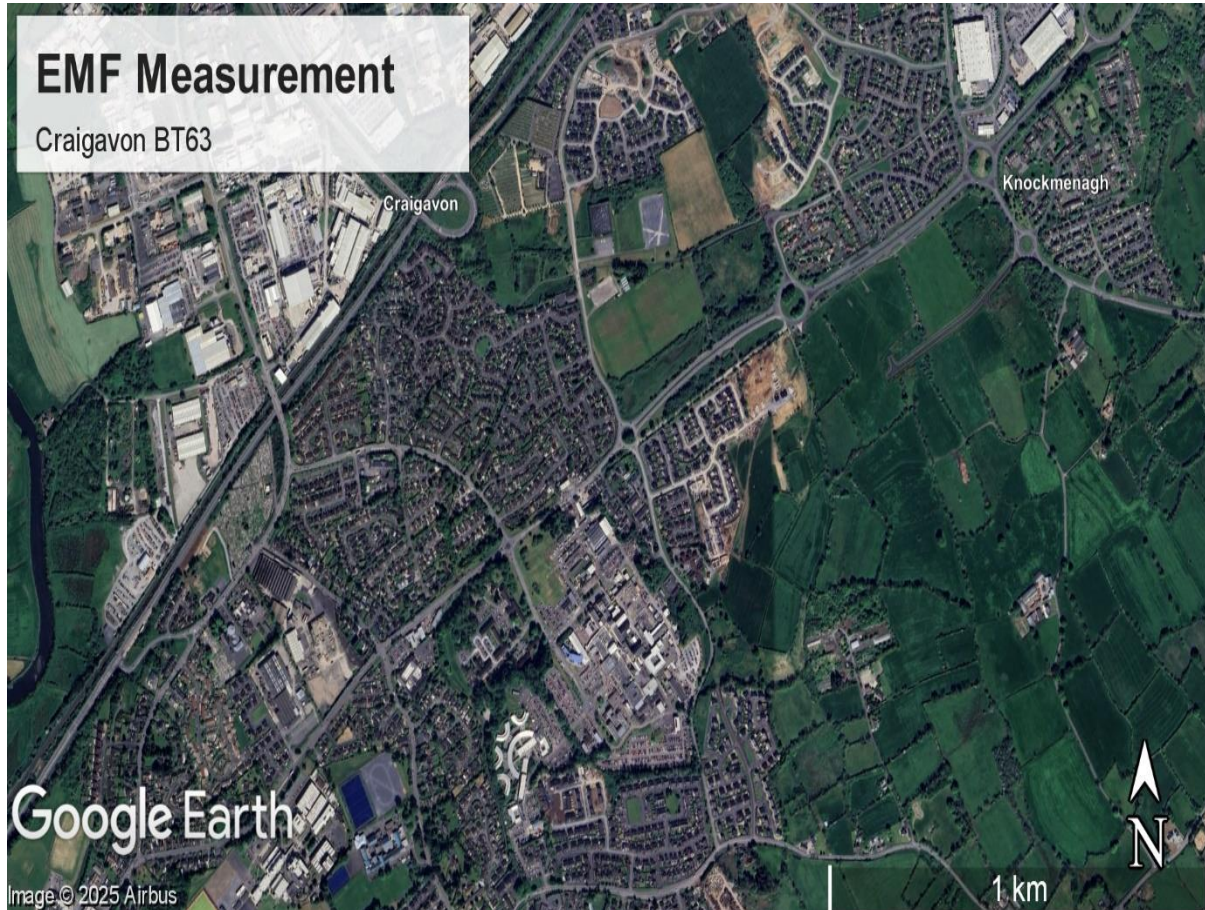 EMF Measurement
Craigavon BT63
Craigavon
Knockmenagh
Google Earth
N
Image © 2025 Airbus
1 km